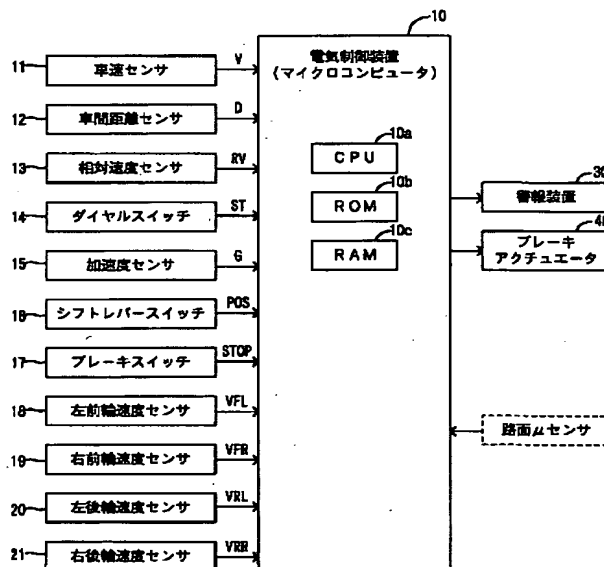 10
電気制御装置
(マイクロコンピュータ)
10a
CPU
10b
ROM
10c
RAM
11 車速センサ V
12 車間距離センサ D
13 相対速度センサ RV
14 ダイヤルスイッチ ST
15 加速度センサ G
16 シフトレバースイッチ POS
17 ブレーキスイッチ STOP
18 左前輪速度センサ VFL
19 右前輪速度センサ VFR
20 左後輪速度センサ VRL
21 右後輪速度センサ VRR
警報装置
ブレーキ
アクチュエータ
路面μセンサ